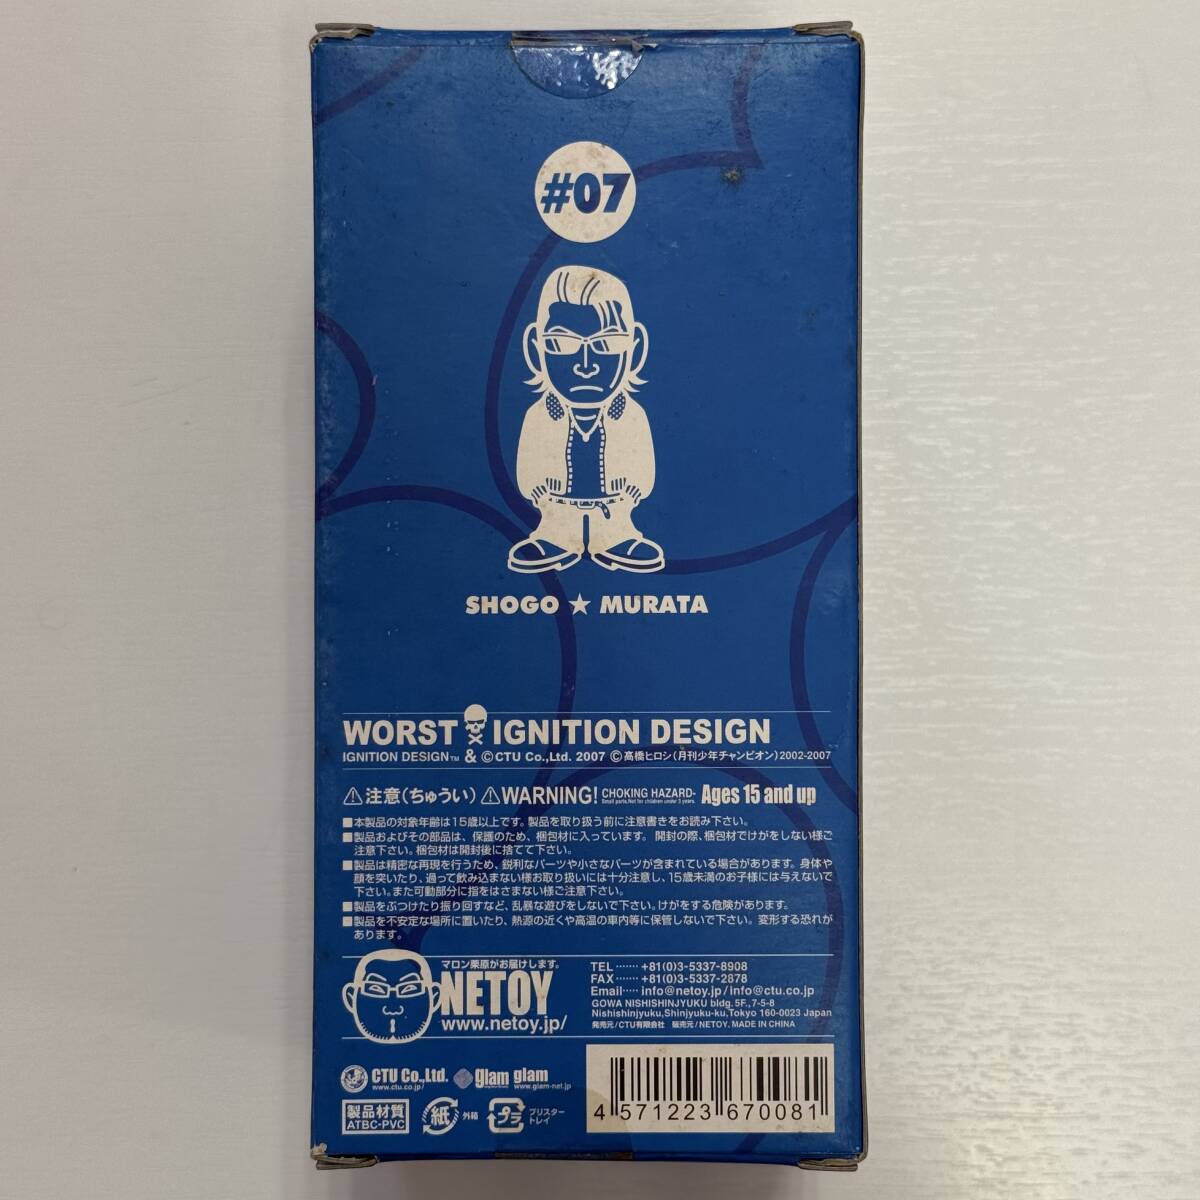 #07
SHOGO ★ MURATA
WORST IGNITION DESIGN
IGNITION DESIGN™ & ©CTU Co.,Ltd. 2007 ©高橋ヒロシ(月刊少年チャンピオン)2002-2007
⚠注意(ちゅうい) ⚠WARNING! CHOKING HAZARD- Small parts.Not for children under 3 years. Ages 15 and up
■本製品の対象年齢は15歳以上です。製品を取り扱う前に注意書きをお読み下さい。
■製品およびその部品は、保護のため、梱包材に入っています。開封の際、梱包材でけがをしない様ご
注意下さい。梱包材は開封後に捨てて下さい。
■製品は精密な再現を行うため、鋭利なパーツや小さなパーツが含まれている場合があります。身体や
顔を突いたり、過って飲み込まない様お取り扱いには十分注意し、15歳未満のお子様には与えないで
下さい。また可動部分に指をはさまない様ご注意下さい。
■製品をぶつけたり振り回すなど、乱暴な遊びをしないで下さい。けがをする危険があります。
■製品を不安定な場所に置いたり、熱源の近くや高温の車内等に保管しないで下さい。変形する恐れが
あります。
マロン栗原がお届けします。
NETOY
www.netoy.jp/
TEL ······· +81(0)3-5337-8908
FAX ······· +81(0)3-5337-2878
Email····· info@netoy.jp/info@ctu.co.jp
GOWA NISHISHINJYUKU bldg. 5F.,7-5-8
Nishishinjyuku,Shinjyuku-ku,Tokyo 160-0023 Japan
発売元/CTU有限会社 販売元/NETOY, MADE IN CHINA
CTU Co.,Ltd.
www.ctu.co.jp/
glam glam
www.glam-net.jp
製品材質
ATBC-PVC
紙 外箱
プラ ブリスター
トレイ
4 571223 670081